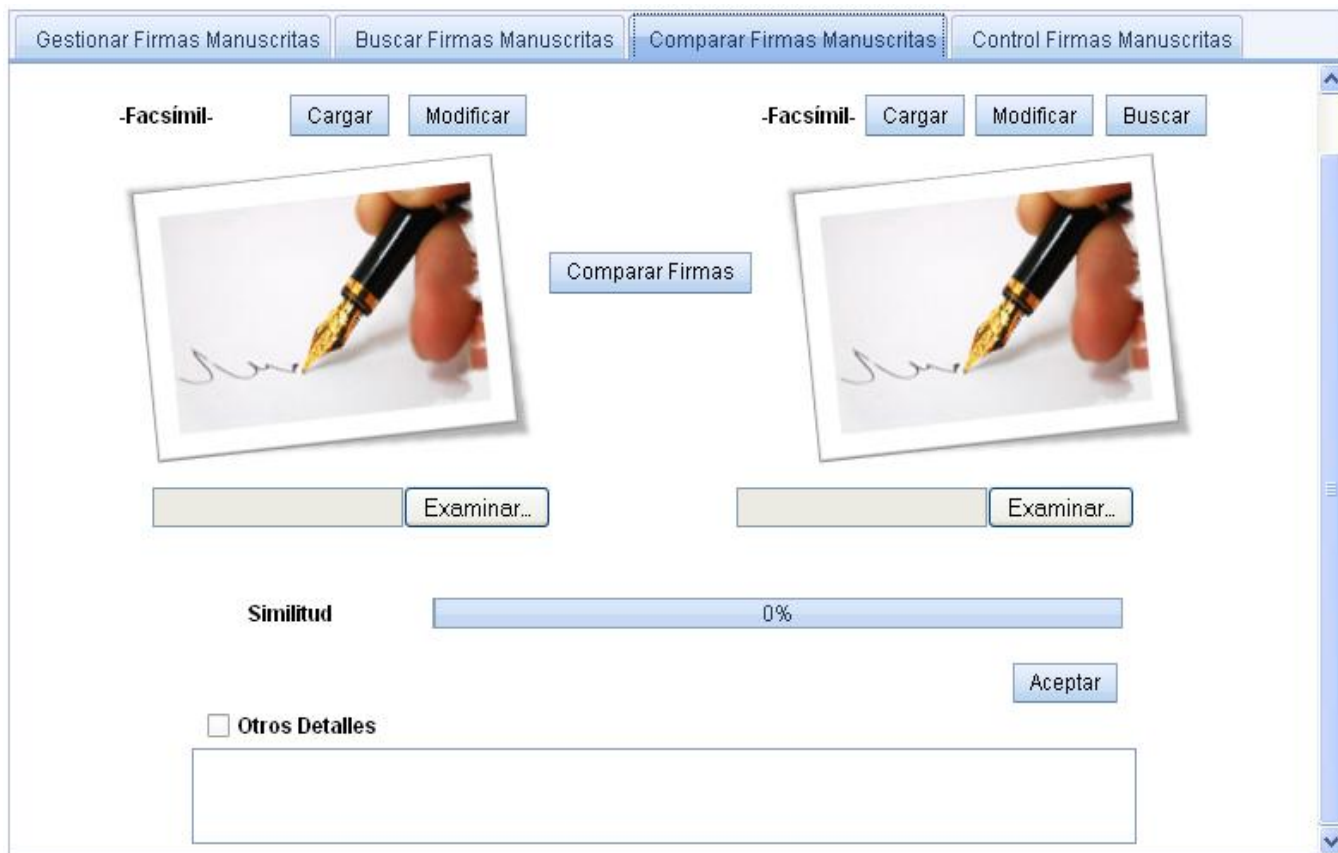 Gestionar Firmas Manuscritas Buscar Firmas Manuscritas Comparar Firmas Manuscritas Control Firmas Manuscritas
-Facsímil- Cargar Modificar -Facsímil- Cargar Modificar Buscar
Comparar Firmas
Examinar... Examinar...
Similitud 0%
Aceptar
Otros Detalles